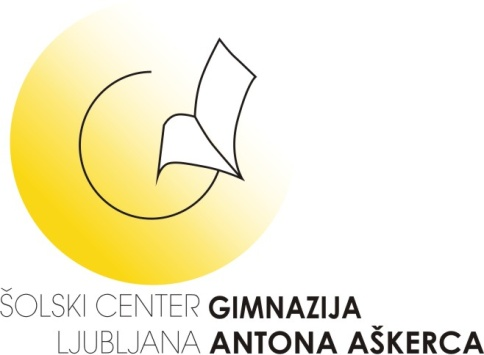 ŠOLSKI CENTER GIMNAZIJA
LJUBLJANA ANTONA AŠKERCA